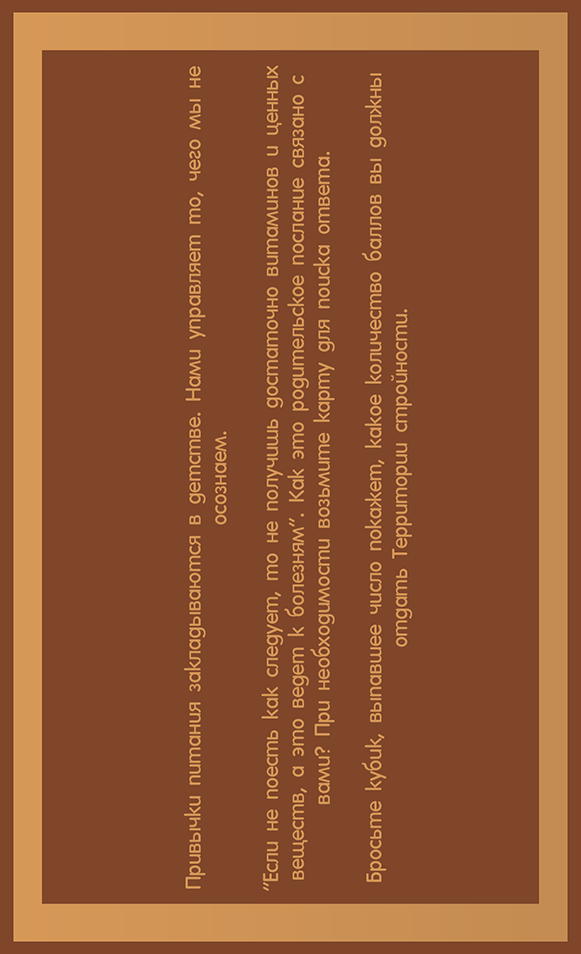 Привычки питания закладываются в детстве. Нами управляет то, чего мы не
осознаем.
"Если не поесть как следует, то не получишь достаточно витаминов и ценных
веществ, а это ведет к болезням". Как это родительское послание связано с
вами? При необходимости возьмите карту для поиска ответа.
Бросьте кубик, выпавшее число покажет, какое количество баллов вы должны
отдать Территории стройности.